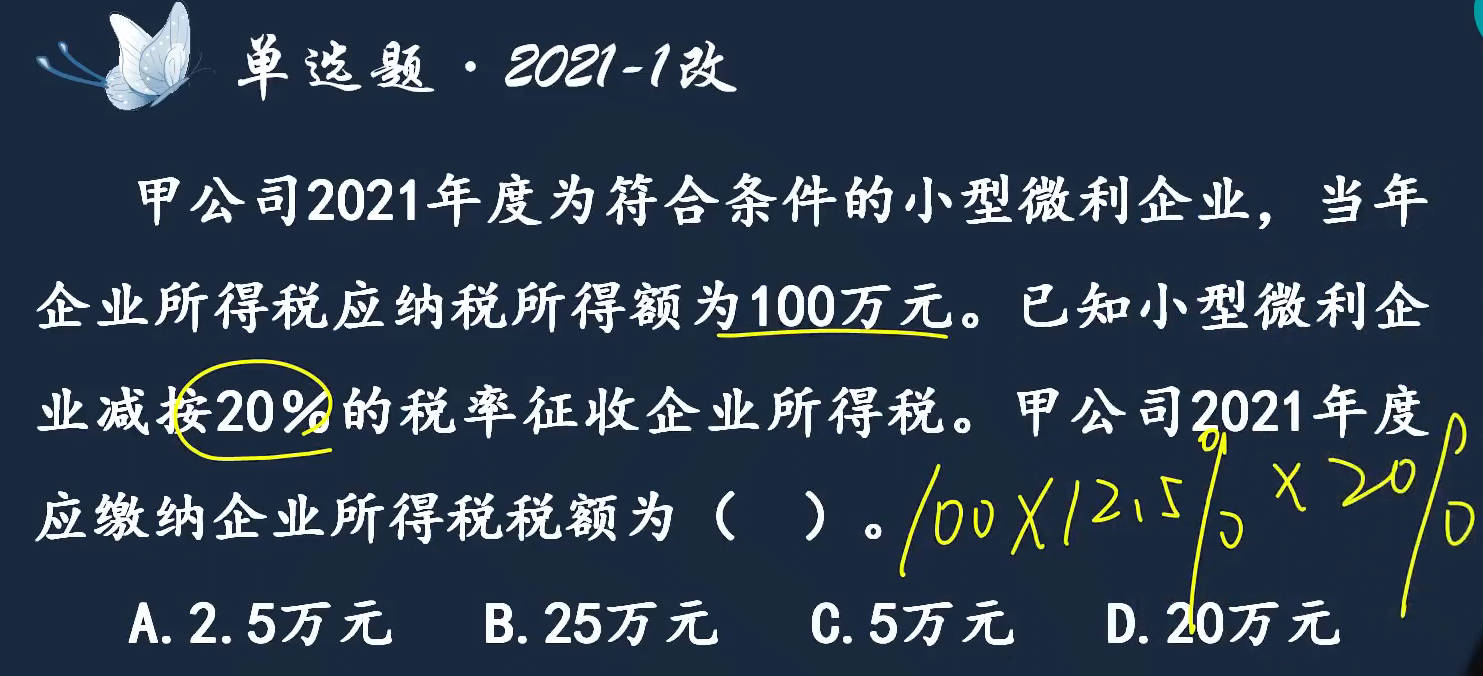 单选题·2021-1改
甲公司2021年度为符合条件的小型微利企业，当年
企业所得税应纳税所得额为100万元。已知小型微利企
业减按20%的税率征收企业所得税。甲公司2021年度
应缴纳企业所得税税额为（ ）。
100×12.5%×20%
A.2.5万元 B.25万元 C.5万元 D.20万元